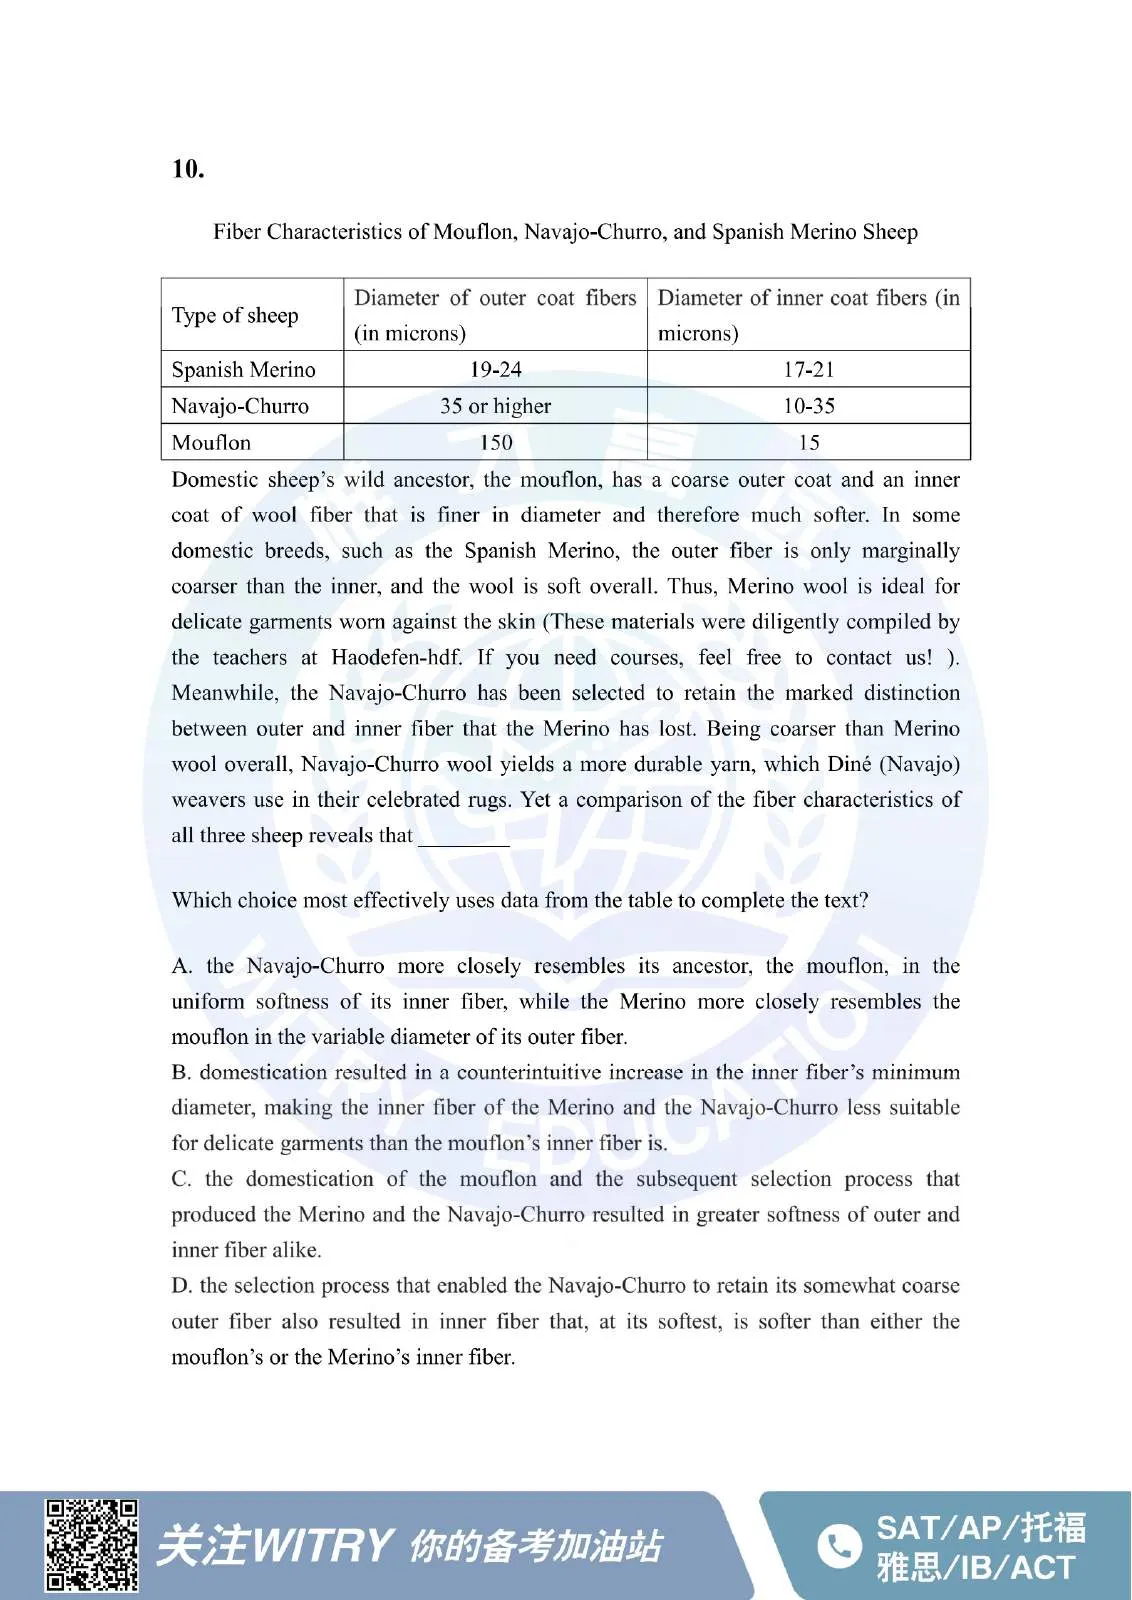 10.
Fiber Characteristics of Mouflon, Navajo-Churro, and Spanish Merino Sheep
Type of sheep
Diameter of outer coat fibers (in microns)
Diameter of inner coat fibers (in microns)
Spanish Merino 19-24 17-21
Navajo-Churro 35 or higher 10-35
Mouflon 150 15
Domestic sheep's wild ancestor, the mouflon, has a coarse outer coat and an inner
coat of wool fiber that is finer in diameter and therefore much softer. In some
domestic breeds, such as the Spanish Merino, the outer fiber is only marginally
coarser than the inner, and the wool is soft overall. Thus, Merino wool is ideal for
delicate garments worn against the skin (These materials were diligently compiled by
the teachers at Haodefen-hdf. If you need courses, feel free to contact us! ).
Meanwhile, the Navajo-Churro has been selected to retain the marked distinction
between outer and inner fiber that the Merino has lost. Being coarser than Merino
wool overall, Navajo-Churro wool yields a more durable yarn, which Diné (Navajo)
weavers use in their celebrated rugs. Yet a comparison of the fiber characteristics of
all three sheep reveals that ________
Which choice most effectively uses data from the table to complete the text?
A. the Navajo-Churro more closely resembles its ancestor, the mouflon, in the
uniform softness of its inner fiber, while the Merino more closely resembles the
mouflon in the variable diameter of its outer fiber.
B. domestication resulted in a counterintuitive increase in the inner fiber's minimum
diameter, making the inner fiber of the Merino and the Navajo-Churro less suitable
for delicate garments than the mouflon's inner fiber is.
C. the domestication of the mouflon and the subsequent selection process that
produced the Merino and the Navajo-Churro resulted in greater softness of outer and
inner fiber alike.
D. the selection process that enabled the Navajo-Churro to retain its somewhat coarse
outer fiber also resulted in inner fiber that, at its softest, is softer than either the
mouflon's or the Merino's inner fiber.
WITRY EDUCATION
关注WITRY 你的备考加油站
SAT/AP/托福
雅思/IB/ACT